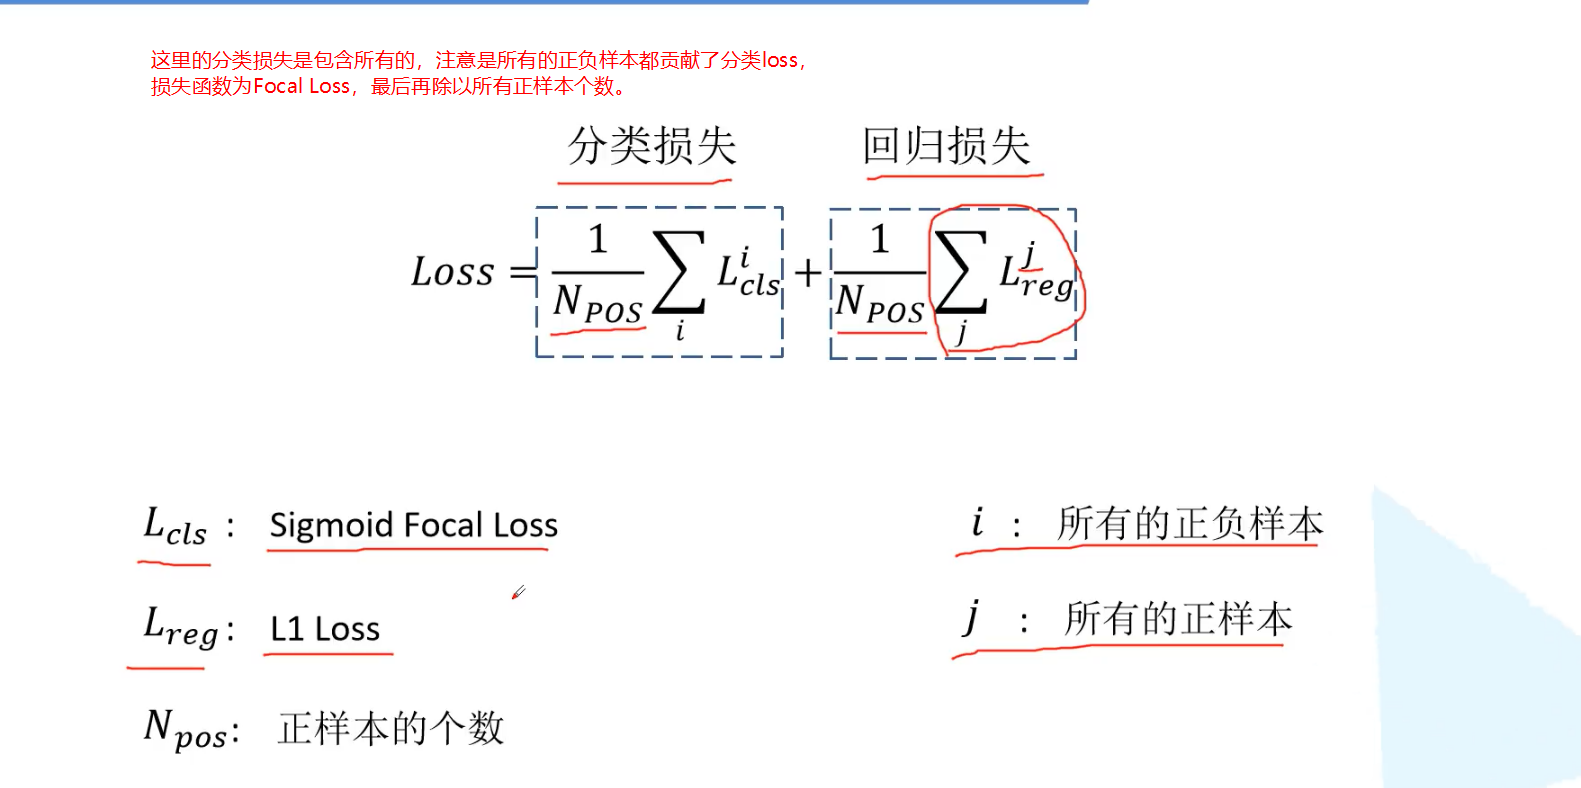 这里的分类损失是包含所有的，注意是所有的正负样本都贡献了分类loss，
损失函数为Focal Loss，最后再除以所有正样本个数。
分类损失 回归损失
Loss = \frac{1}{N_{POS}} \sum_{i} L_{cls}^{i} + \frac{1}{N_{POS}} \sum_{j} L_{reg}^{j}
L_{cls} : Sigmoid Focal Loss
i : 所有的正负样本
L_{reg} : L1 Loss
j : 所有的正样本
N_{pos} : 正样本的个数